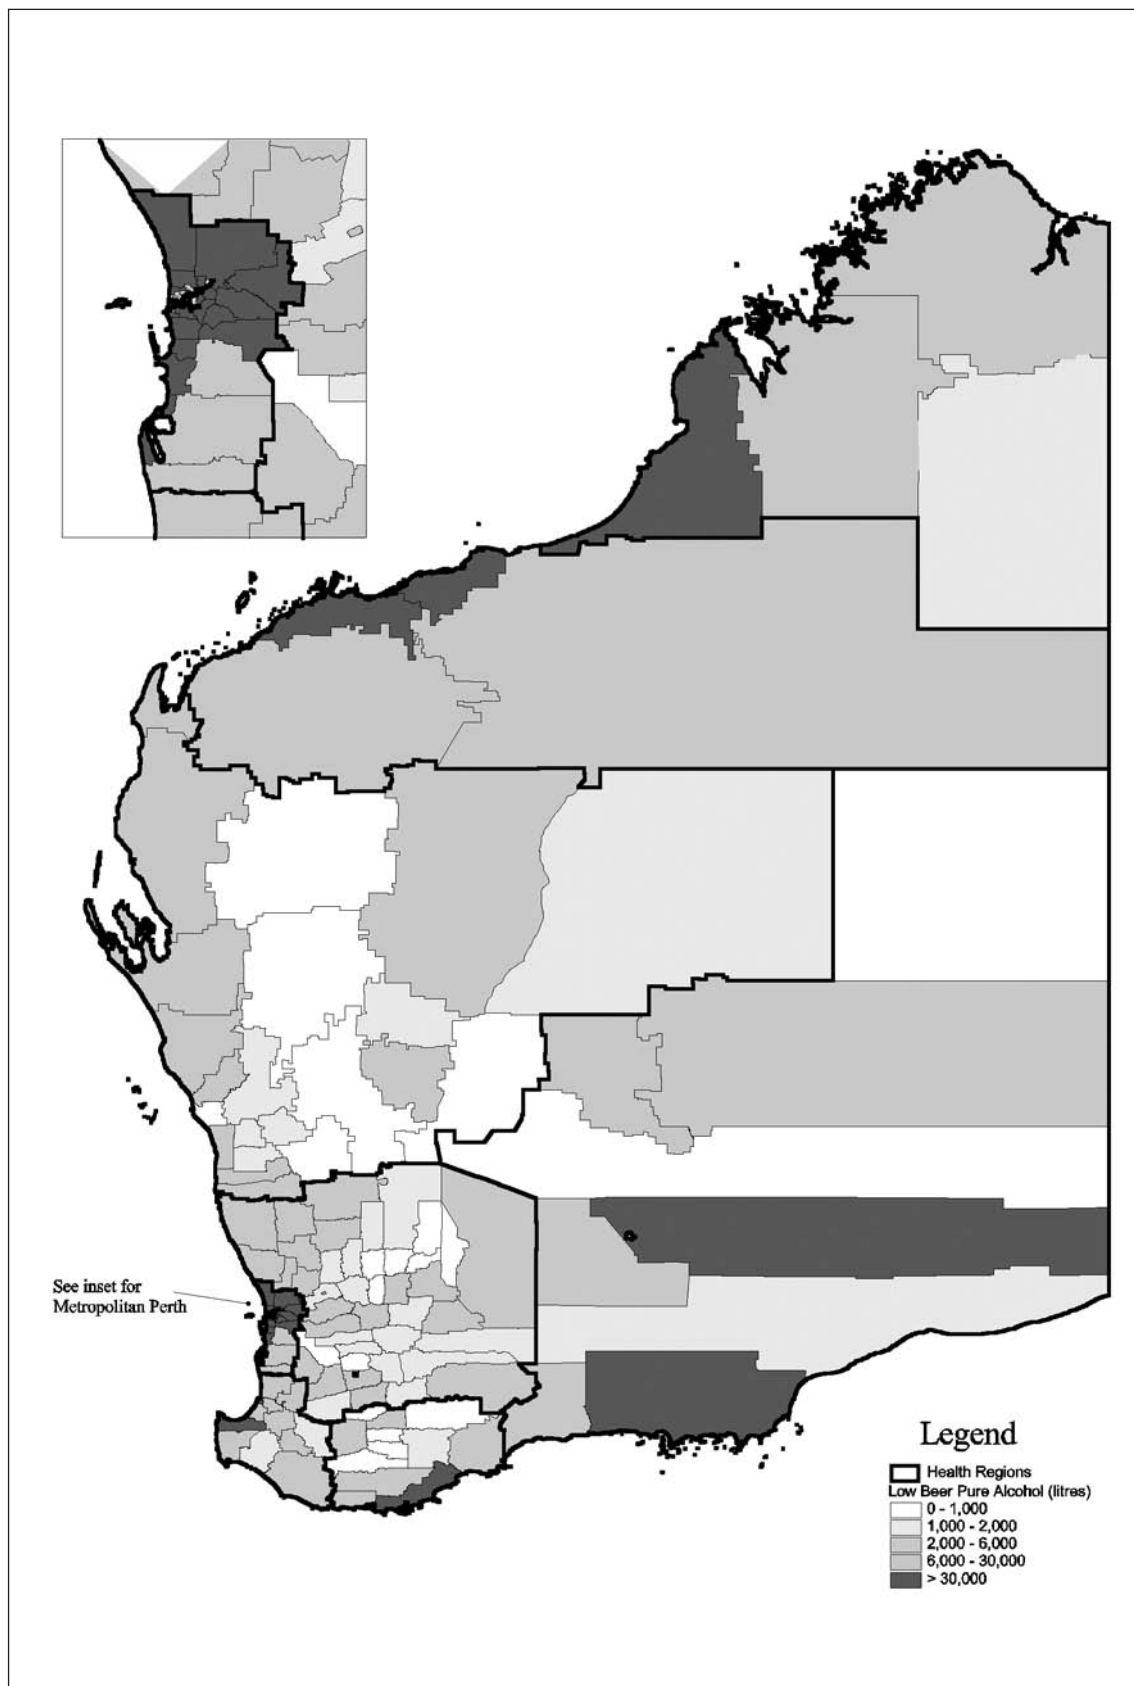 See inset for
Metropolitan Perth
Legend
Health Regions
Low Beer Pure Alcohol (litres)
0 - 1,000
1,000 - 2,000
2,000 - 6,000
6,000 - 30,000
> 30,000